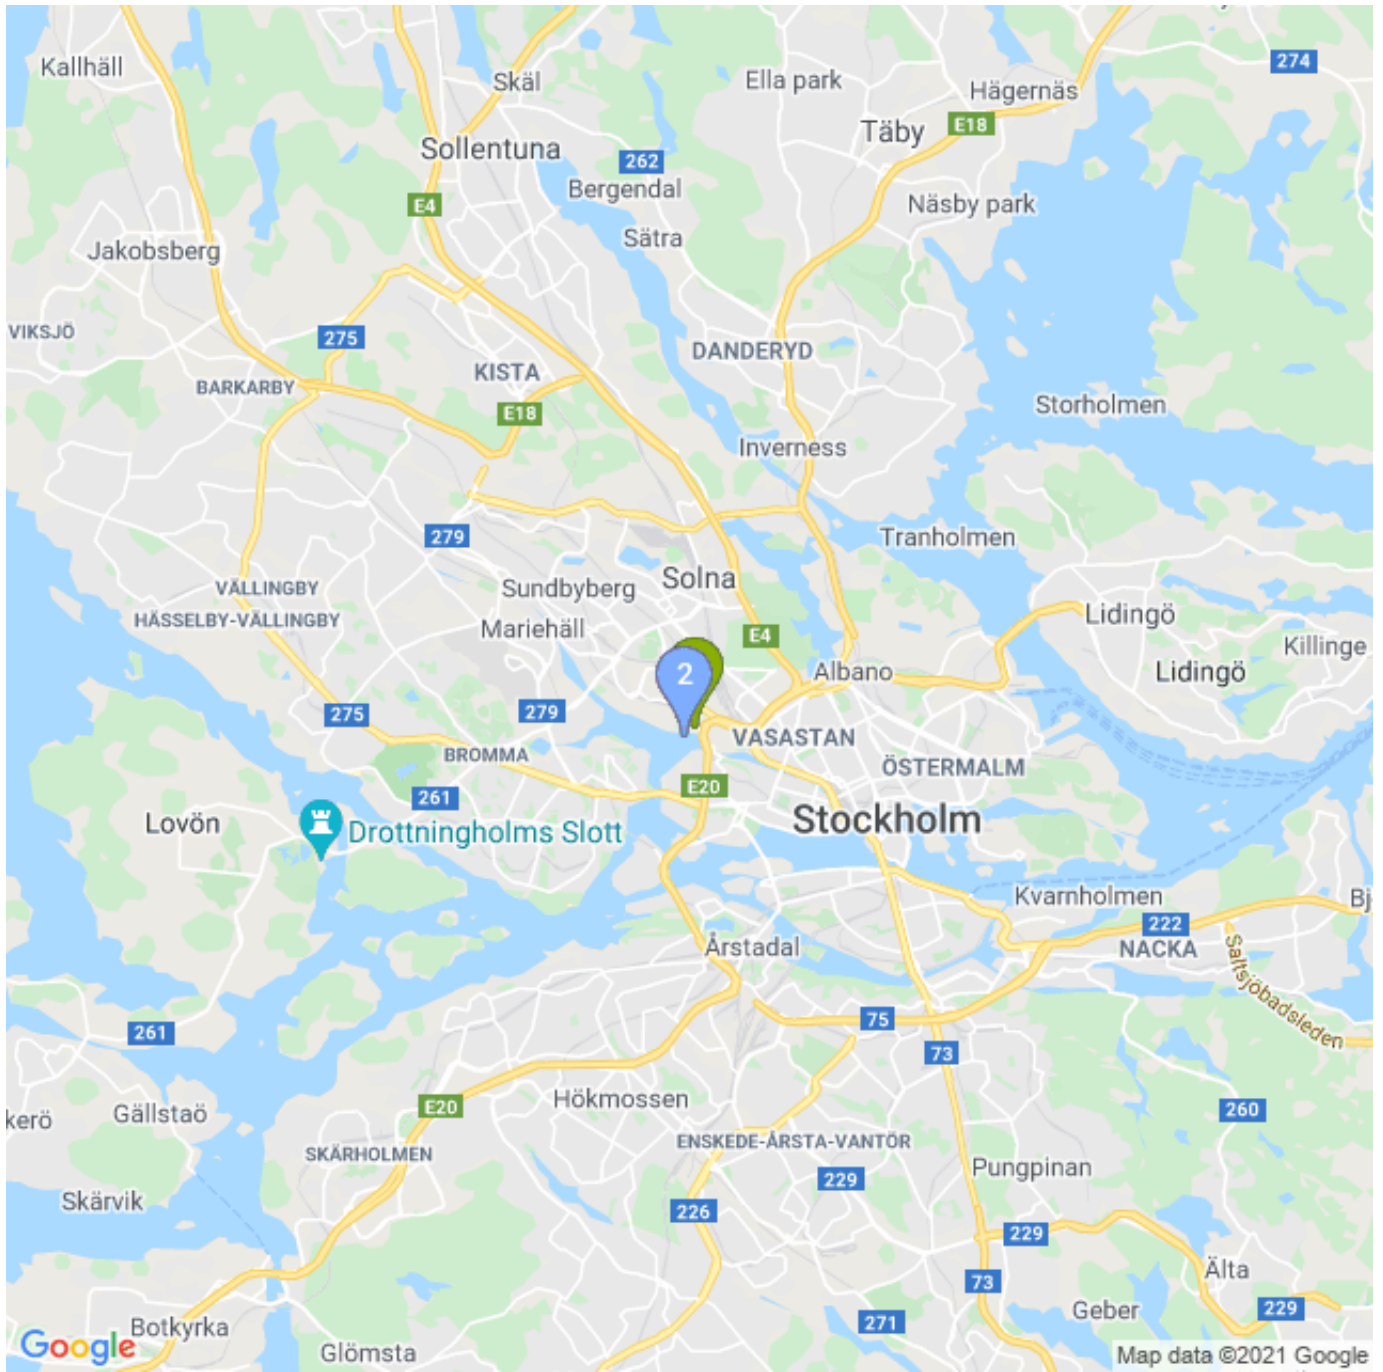 274
Kallhäll
Skäl
Ella park
Hägernäs
E18
Täby
Sollentuna
262
Bergendal
E4
Näsby park
Sätra
Jakobsberg
VIKSJÖ
275
DANDERYD
KISTA
BARKARBY
E18
Storholmen
Inverness
279
Tranholmen
Solna
Sundbyberg
VÄLLINGBY
HÄSSELBY-VÄLLINGBY
Mariehäll
E4
Lidingö
Killinge
2
Albano
Lidingö
275
279
VASASTAN
BROMMA
ÖSTERMALM
E20
261
Lovön
Stockholm
Drottningholms Slott
Kvarnholmen
Bj
222
Årstadal
NACKA
Saltsjöbadsleden
75
261
73
Hökmossen
E20
260
Gällstaö
kerö
ENSKEDE-ÅRSTA-VANTÖR
SKÄRHOLMEN
Pungpinan
229
Skärvik
226
229
Älta
73
Geber
229
271
Botkyrka
Glömsta
Google
Map data ©2021 Google